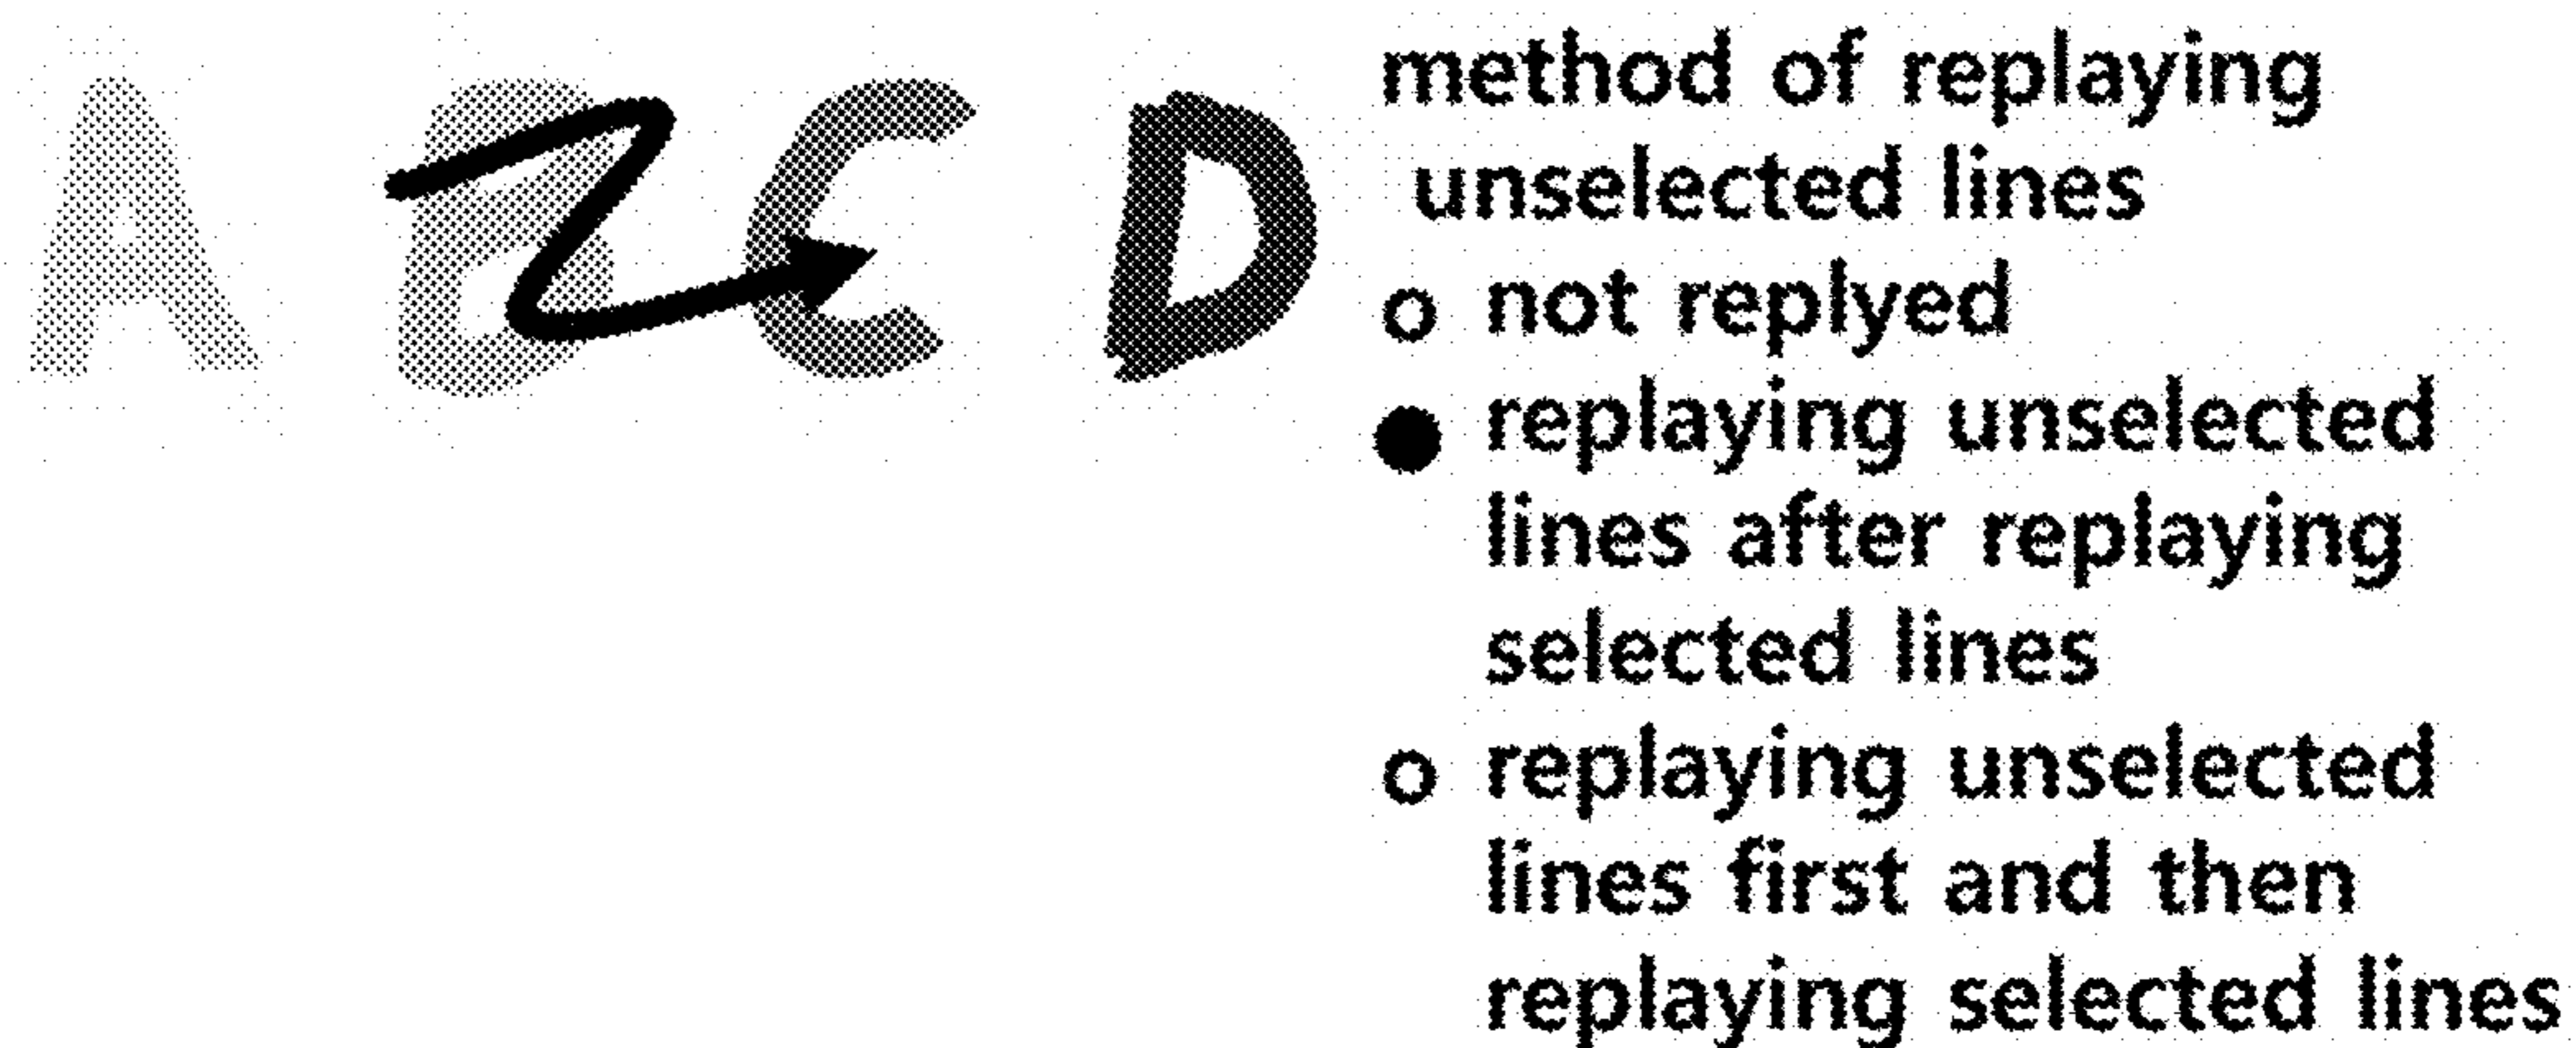 A B C D
method of replaying
unselected lines
not replyed
replaying unselected
lines after replaying
selected lines
replaying unselected
lines first and then
replaying selected lines